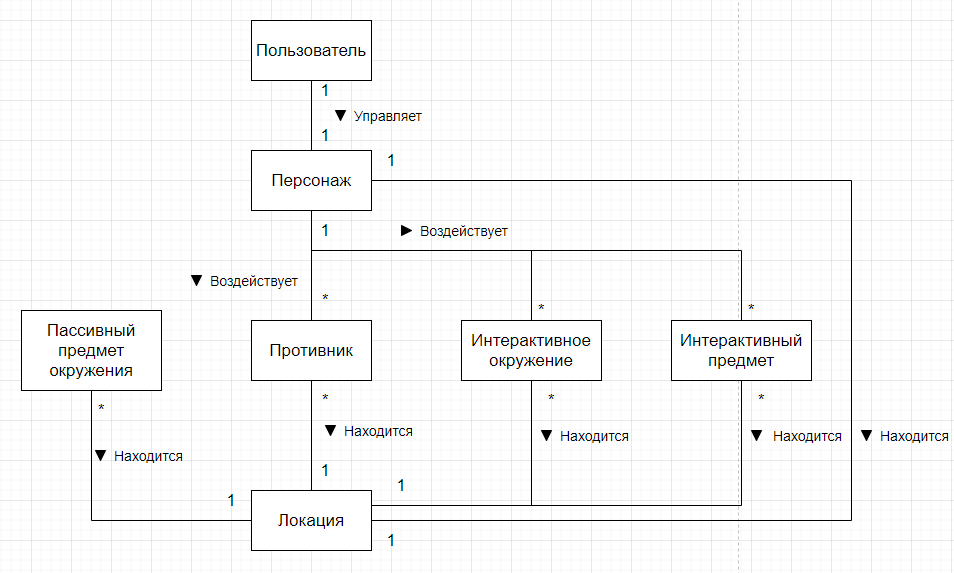 Пользователь
1
▼ Управляет
1
1
Персонаж
1
► Воздействует
▼ Воздействует
*
*
*
Пассивный
предмет
окружения
Противник
Интерактивное
окружение
Интерактивный
предмет
*
*
*
*
▼ Находится
▼ Находится
▼ Находится
▼ Находится
▼ Находится
1
1
1
Локация
1